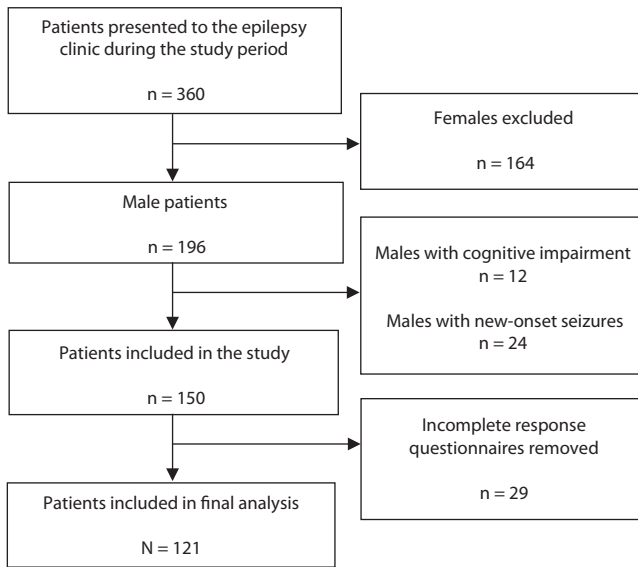 Patients presented to the epilepsy
clinic during the study period
n = 360
Females excluded
n = 164
Male patients
n = 196
Males with cognitive impairment
n = 12
Males with new-onset seizures
n = 24
Patients included in the study
n = 150
Incomplete response
questionnaires removed
n = 29
Patients included in final analysis
N = 121